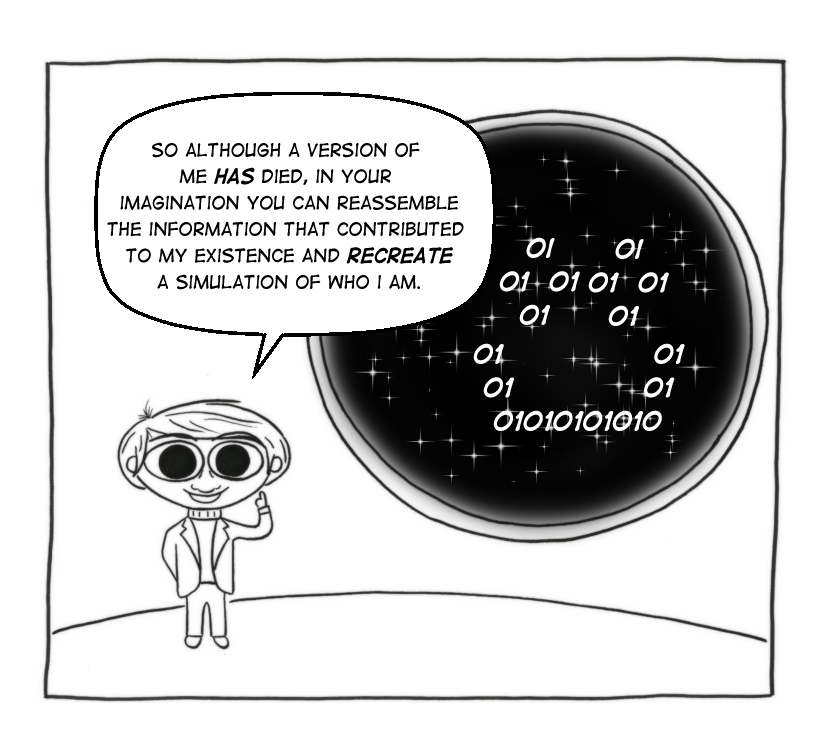 SO ALTHOUGH A VERSION OF
ME HAS DIED, IN YOUR
IMAGINATION YOU CAN REASSEMBLE
THE INFORMATION THAT CONTRIBUTED
TO MY EXISTENCE AND RECREATE
A SIMULATION OF WHO I AM.
01 01
01 01 01 01
01 01
01 01
01 01
01010101010